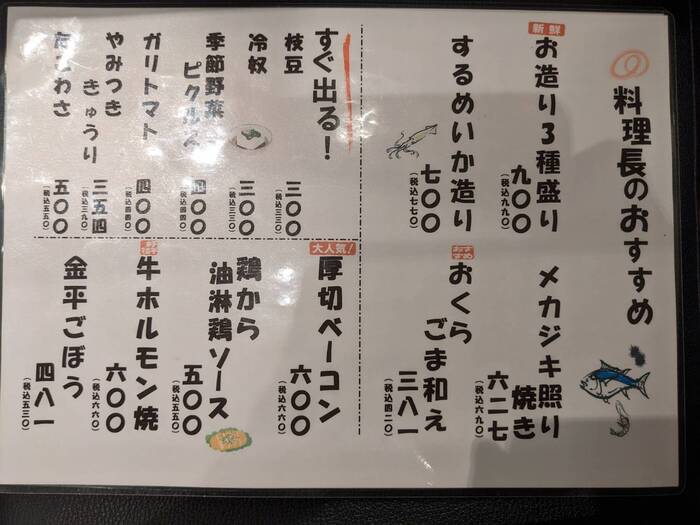 料理長のおすすめ
新鮮
お造り3種盛り
九〇〇
(税込九九〇)
するめいか造り
七〇〇
(税込七七〇)
メカジキ照り
焼き
六二七
(税込六九〇)
おすすめ
おくら
ごま和え
三八一
(税込四二〇)
すぐ出る!
枝豆
三〇〇
(税込三三〇)
冷奴
三〇〇
(税込三三〇)
季節野菜
ピクルス
四〇〇
(税込四四〇)
ガリトマト
四〇〇
(税込四四〇)
やみつき
きゅうり
三五四
(税込三九〇)
たこわさ
五〇〇
(税込五五〇)
大人気!
厚切ベーコン
六〇〇
(税込六六〇)
鶏から
油淋鶏ソース
五〇〇
(税込五五〇)
牛ホルモン焼
六〇〇
(税込六六〇)
金平ごぼう
四八一
(税込五三〇)